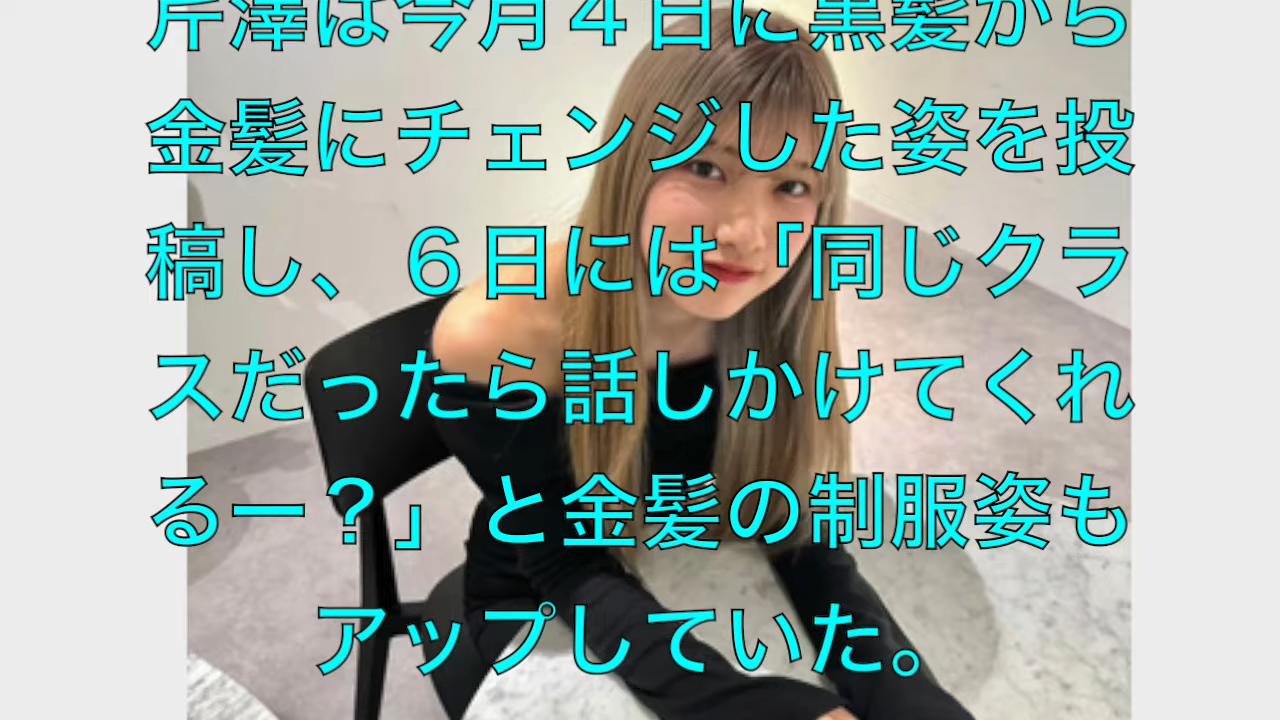 芹澤は今月４日に黒髪から
金髪にチェンジした姿を投
稿し、６日には「同じクラ
スだったら話しかけてくれ
るー？」と金髪の制服姿も
アップしていた。